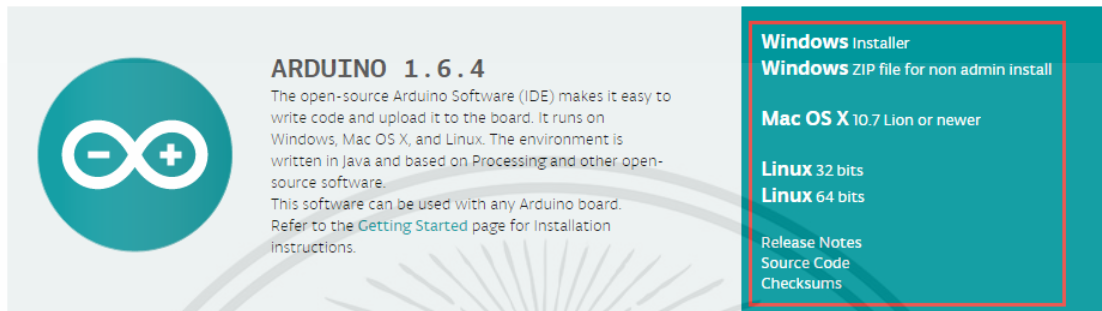 ARDUINO 1.6.4
The open-source Arduino Software (IDE) makes it easy to
write code and upload it to the board. It runs on
Windows, Mac OS X, and Linux. The environment is
written in Java and based on Processing and other open-
source software.
This software can be used with any Arduino board.
Refer to the Getting Started page for Installation
instructions.
Windows Installer
Windows ZIP file for non admin install
Mac OS X 10.7 Lion or newer
Linux 32 bits
Linux 64 bits
Release Notes
Source Code
Checksums